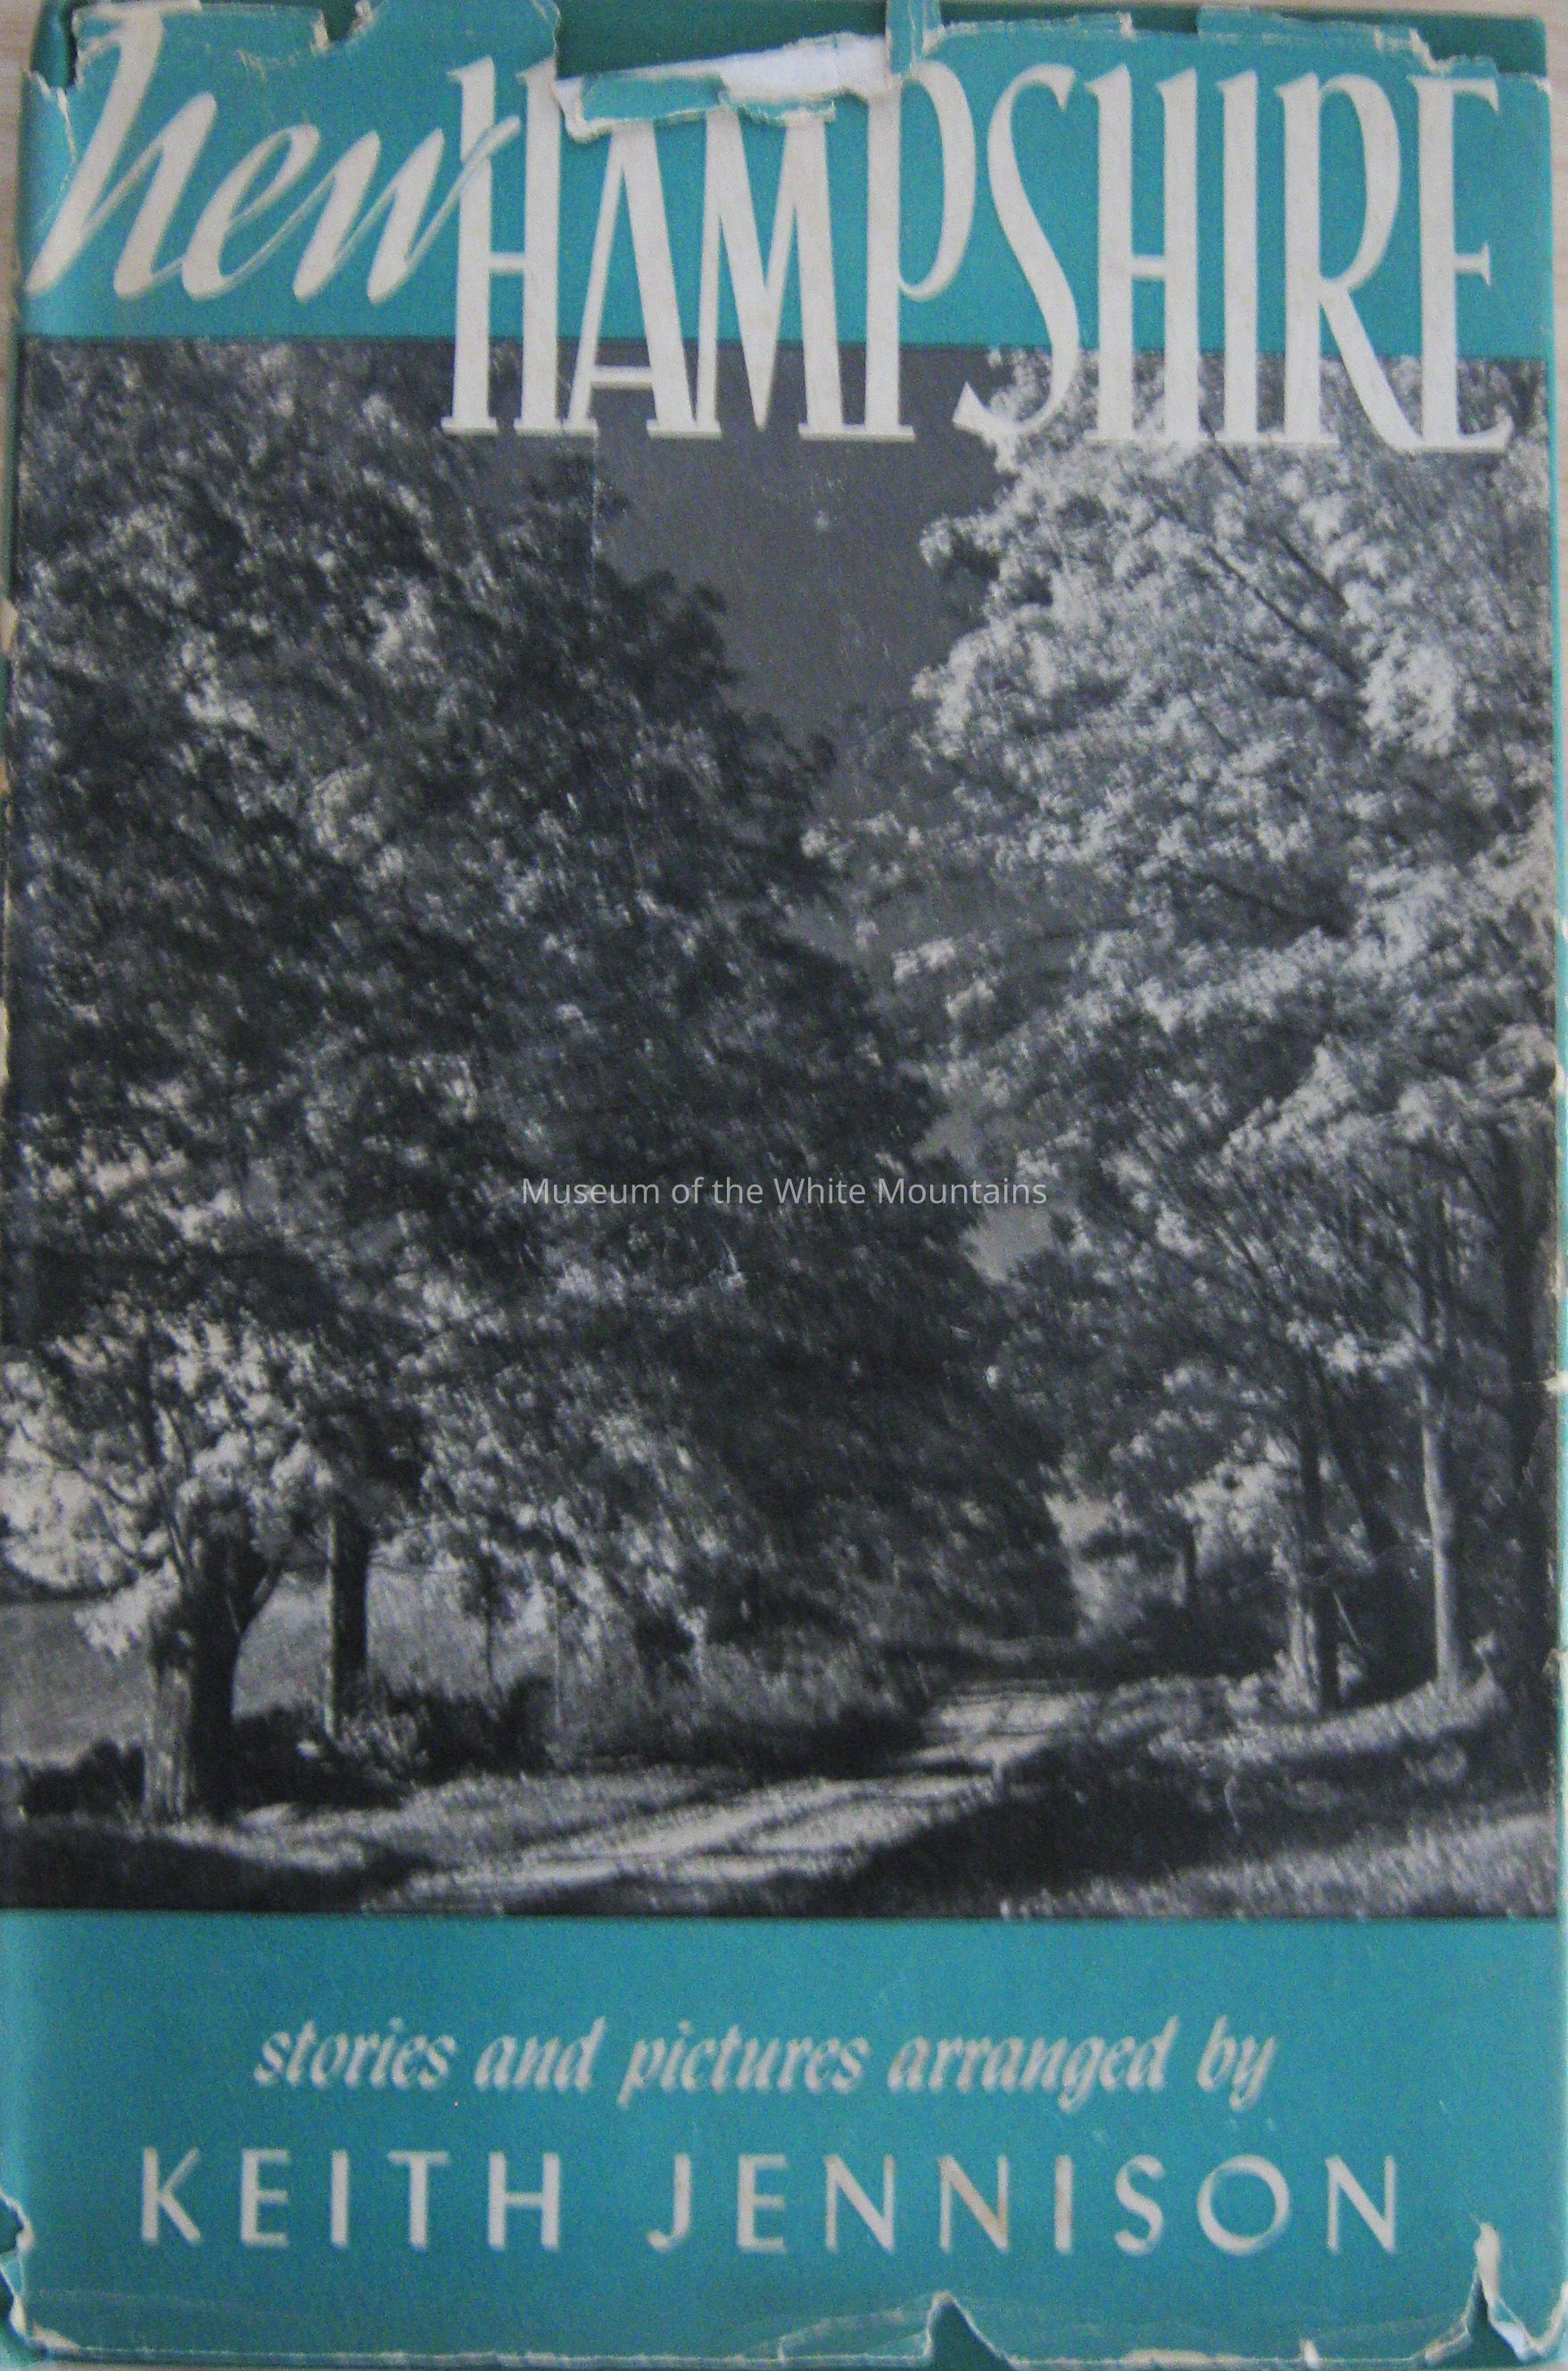 new HAMPSHIRE
Museum of the White Mountains
stories and pictures arranged by
KEITH JENNISON